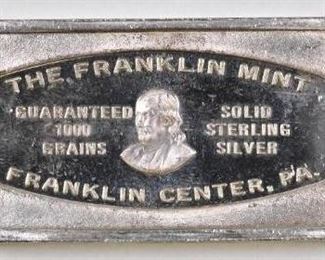 THE FRANKLIN MINT
GUARANTEED
1000
GRAINS
SOLID
STERLING
SILVER
FRANKLIN CENTER, PA.